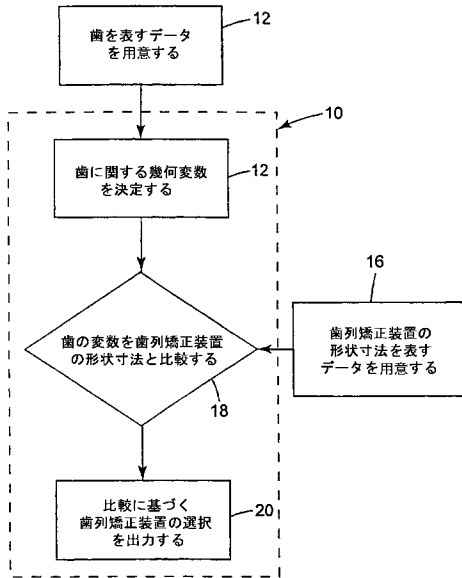 歯を表すデータ
を用意する
12
10
歯に関する幾何変数
を決定する
12
16
歯の変数を歯列矯正装置
の形状寸法と比較する
18
歯列矯正装置の
形状寸法を表す
データを用意する
比較に基づく
歯列矯正装置の選択
を出力する
20